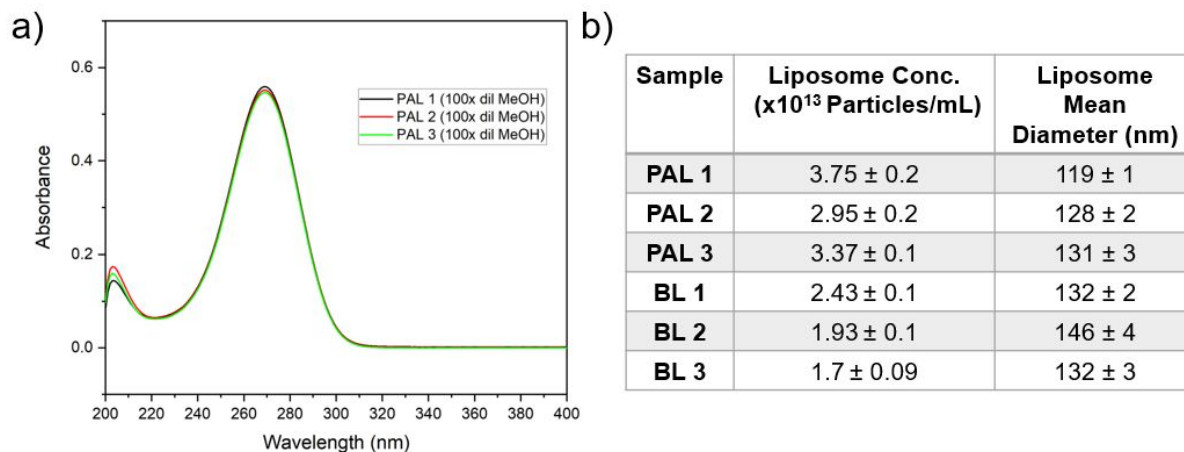 a)
0.6
0.4
0.2
0.0
Absorbance
PAL 1 (100x dil MeOH)
PAL 2 (100x dil MeOH)
PAL 3 (100x dil MeOH)
200 220 240 260 280 300 320 340 360 380 400
Wavelength (nm)
b)
Sample Liposome Conc. (x10¹³ Particles/mL) Liposome Mean Diameter (nm)
PAL 1 3.75 ± 0.2 119 ± 1
PAL 2 2.95 ± 0.2 128 ± 2
PAL 3 3.37 ± 0.1 131 ± 3
BL 1 2.43 ± 0.1 132 ± 2
BL 2 1.93 ± 0.1 146 ± 4
BL 3 1.7 ± 0.09 132 ± 3